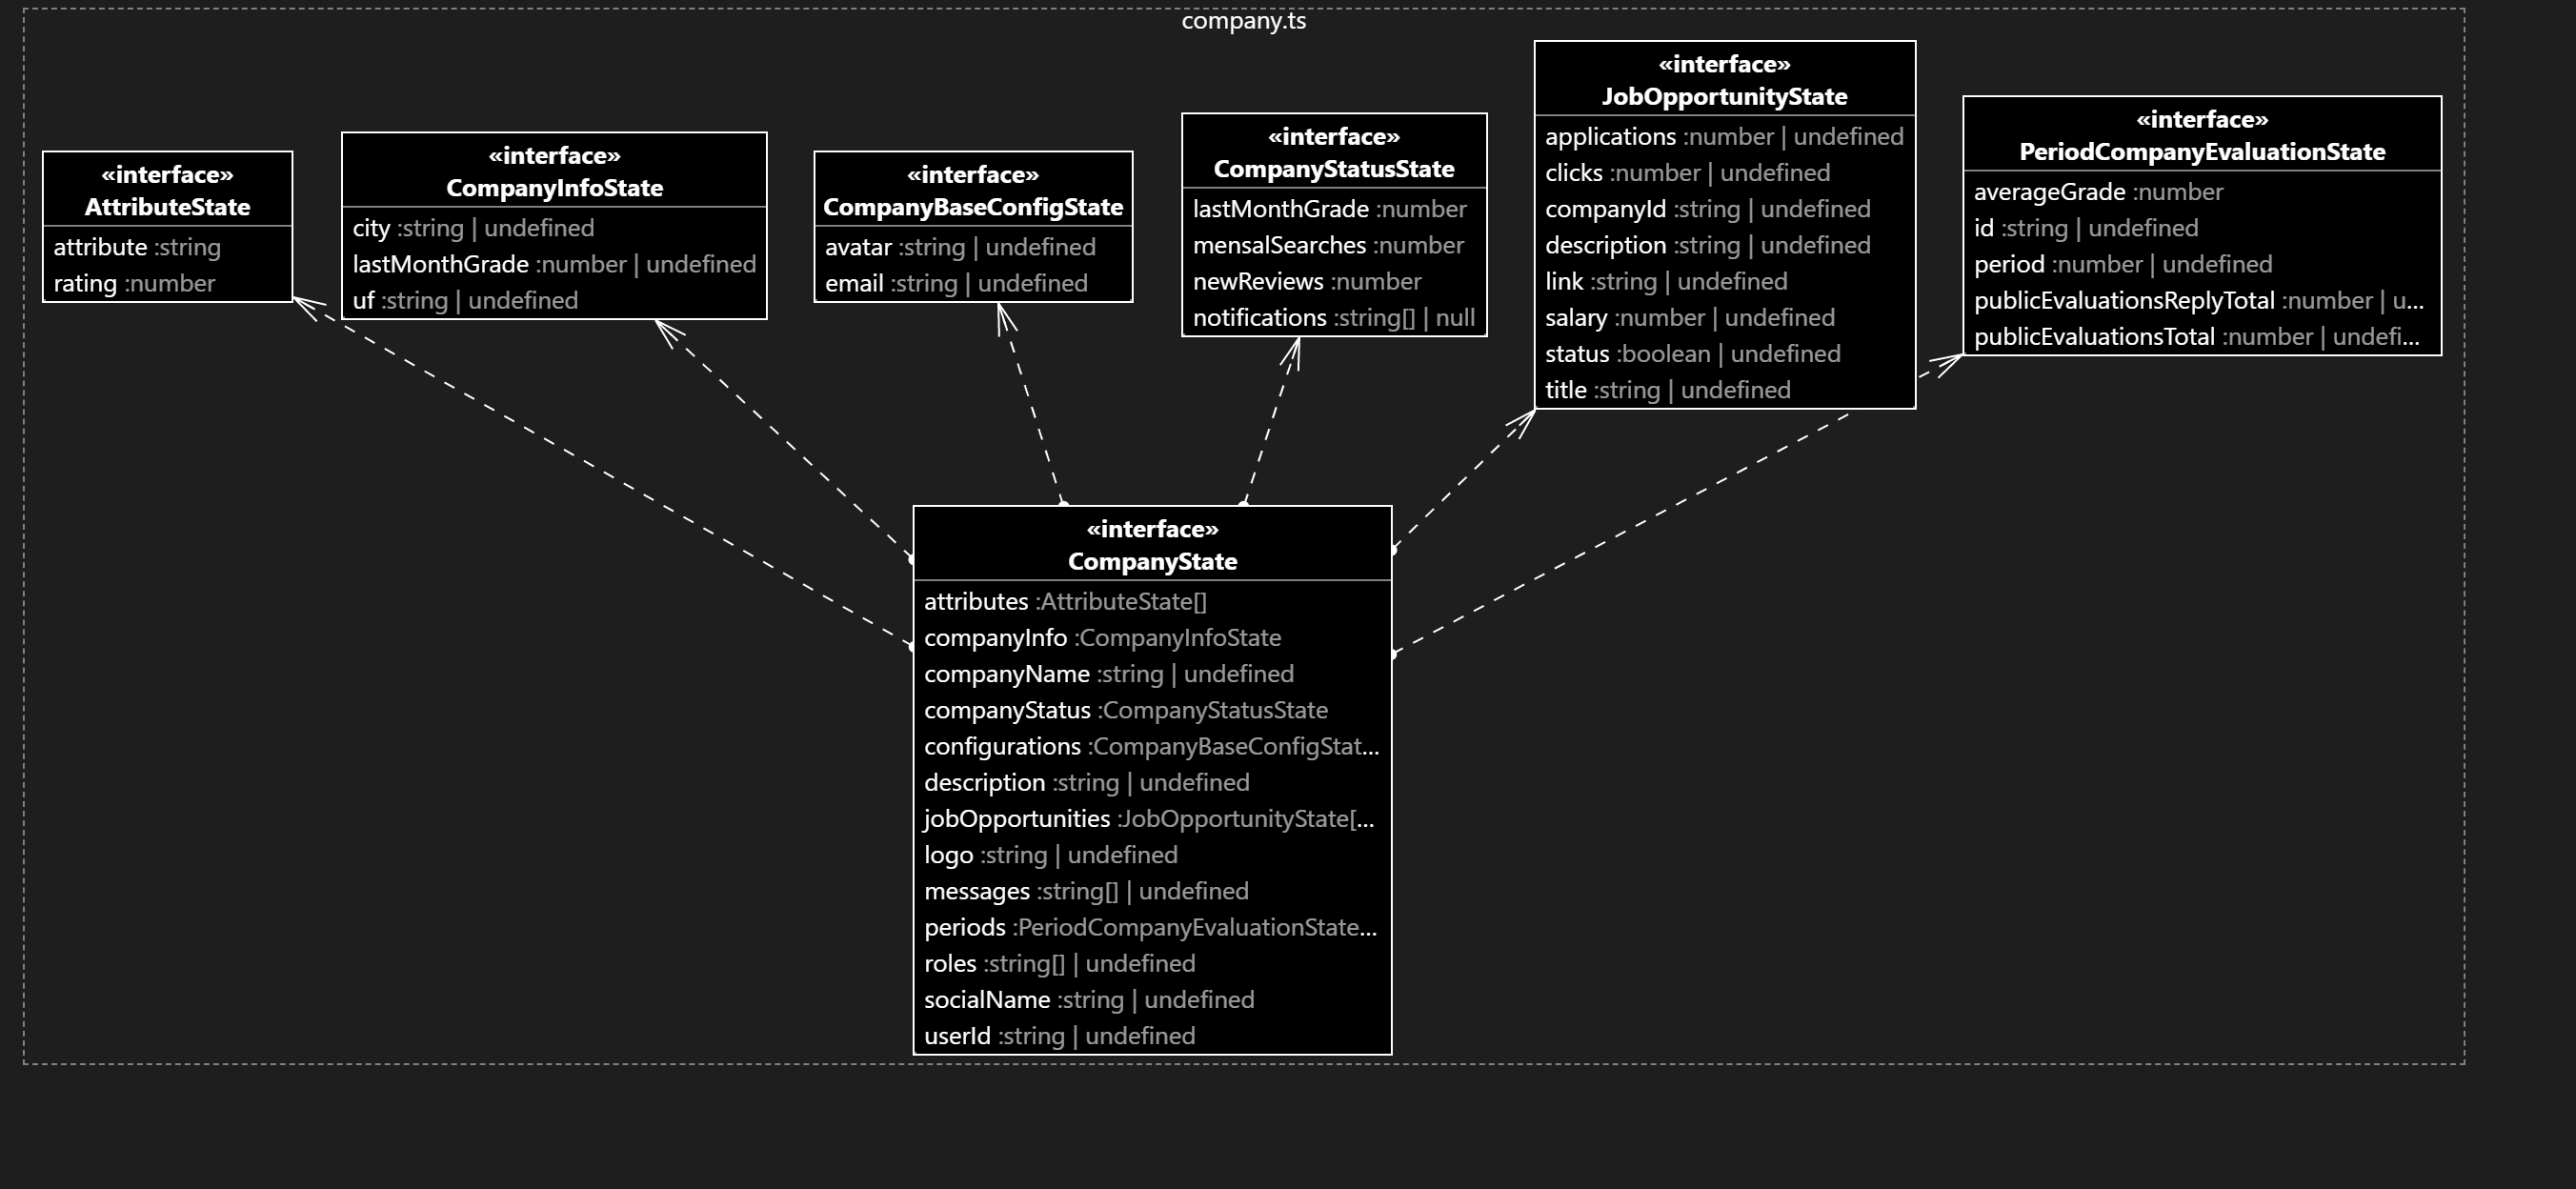 company.ts
«interface»
AttributeState
attribute :string
rating :number
«interface»
CompanyInfoState
city :string | undefined
lastMonthGrade :number | undefined
uf :string | undefined
«interface»
CompanyBaseConfigState
avatar :string | undefined
email :string | undefined
«interface»
CompanyStatusState
lastMonthGrade :number
mensalSearches :number
newReviews :number
notifications :string[] | null
«interface»
JobOpportunityState
applications :number | undefined
clicks :number | undefined
companyId :string | undefined
description :string | undefined
link :string | undefined
salary :number | undefined
status :boolean | undefined
title :string | undefined
«interface»
PeriodCompanyEvaluationState
averageGrade :number
id :string | undefined
period :number | undefined
publicEvaluationsReplyTotal :number | u...
publicEvaluationsTotal :number | undefi...
«interface»
CompanyState
attributes :AttributeState[]
companyInfo :CompanyInfoState
companyName :string | undefined
companyStatus :CompanyStatusState
configurations :CompanyBaseConfigStat...
description :string | undefined
jobOpportunities :JobOpportunityState[...
logo :string | undefined
messages :string[] | undefined
periods :PeriodCompanyEvaluationState...
roles :string[] | undefined
socialName :string | undefined
userId :string | undefined